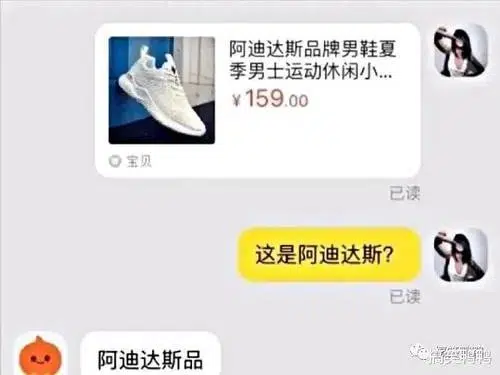 阿迪达斯品牌男鞋夏
季男士运动休闲小...
¥159.00
宝贝
已读
这是阿迪达斯?
已读
阿迪达斯品